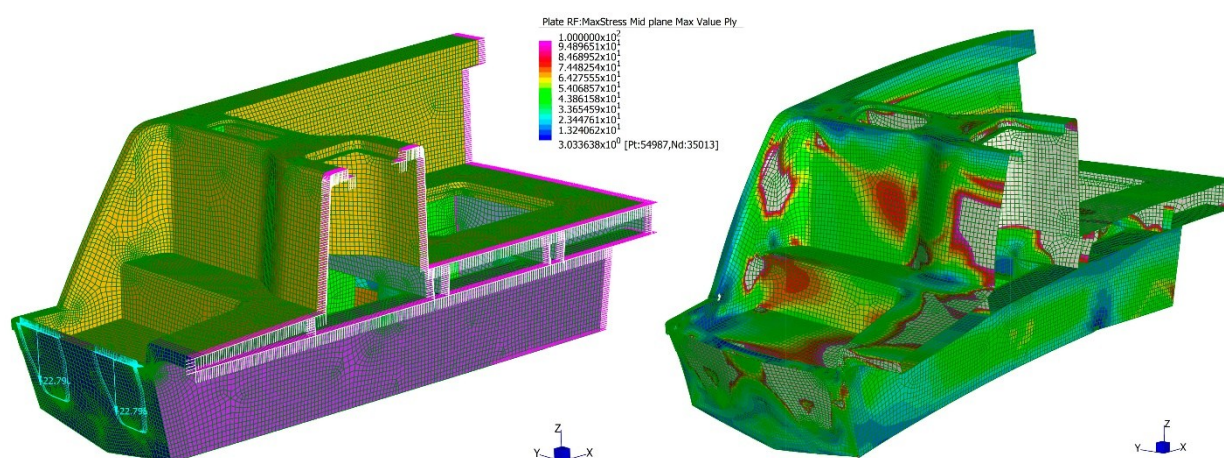 Plate RF:MaxStress Mid plane Max Value Ply
1.000000x10²
9.489651x10¹
8.468952x10¹
7.448254x10¹
6.427555x10¹
5.406857x10¹
4.386158x10¹
3.365459x10¹
2.344761x10¹
1.324062x10¹
3.033638x10⁰ [Pt:54987,Nd:35013]
22.79
22.79
Z
Y
X
Z
Y
X